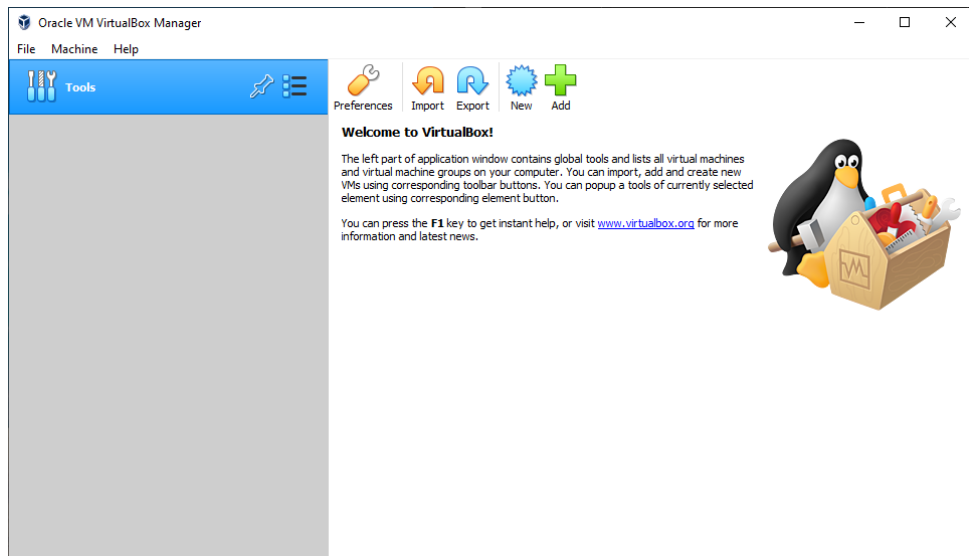 Oracle VM VirtualBox Manager
File Machine Help
Tools
Preferences Import Export New Add
Welcome to VirtualBox!
The left part of application window contains global tools and lists all virtual machines
and virtual machine groups on your computer. You can import, add and create new
VMs using corresponding toolbar buttons. You can popup a tools of currently selected
element using corresponding element button.
You can press the F1 key to get instant help, or visit www.virtualbox.org for more
information and latest news.